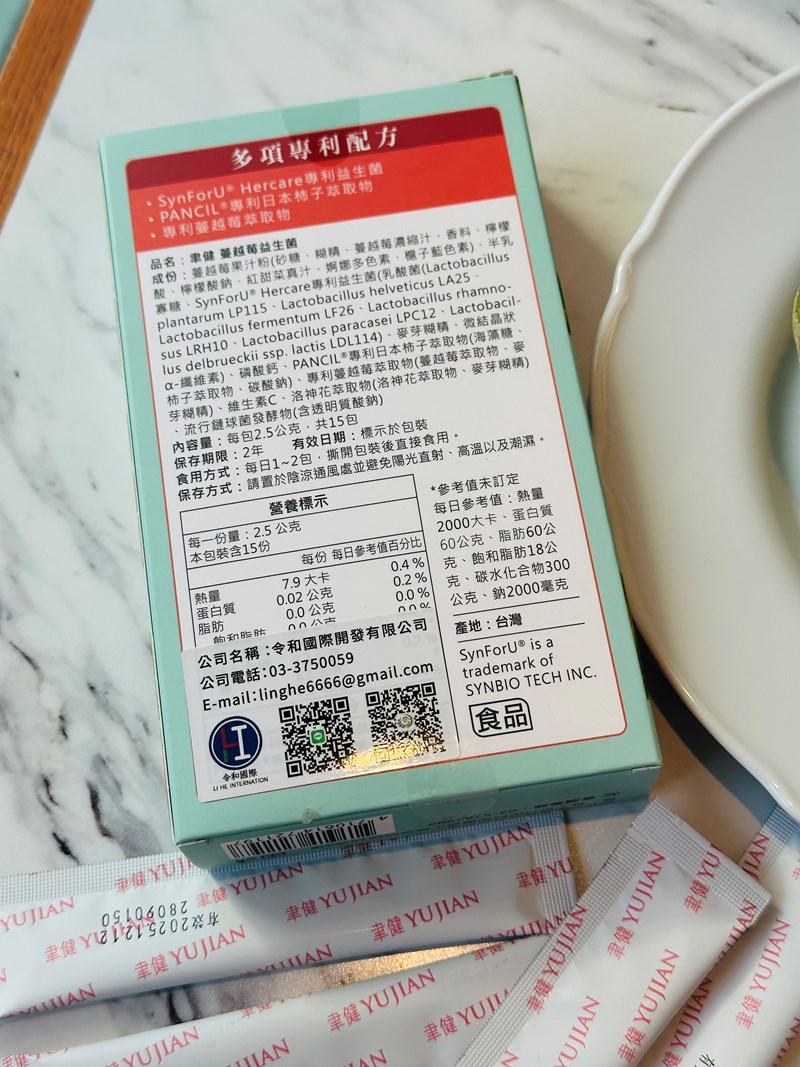 多項專利配方
・SynForU® Hercare專利益生菌
・PANCIL®專利日本柿子萃取物
・專利蔓越莓萃取物
品名：聿健 蔓越莓益生菌
成份：蔓越莓果汁粉(砂糖、糊精、蔓越莓濃縮汁、香料、檸檬
酸、檸檬酸鈉、紅甜菜真汁、婀娜多色素、梔子藍色素)、半乳
寡糖、SynForU® Hercare專利益生菌(乳酸菌(Lactobacillus
plantarum LP115、Lactobacillus helveticus LA25、
Lactobacillus fermentum LF26、Lactobacillus rhamno-
sus LRH10、Lactobacillus paracasei LPC12、Lactobacil-
lus delbrueckii ssp. lactis LDL114)、麥芽糊精、微結晶狀
α-纖維素)、磷酸鈣、PANCIL®專利日本柿子萃取物(海藻糖、
柿子萃取物、碳酸鈉)、專利蔓越莓萃取物(蔓越莓萃取物、麥
芽糊精)、維生素C、洛神花萃取物(洛神花萃取物、麥芽糊精)
、流行鏈球菌發酵物(含透明質酸鈉)
內容量：每包2.5公克，共15包
保存期限：2年 有效日期：標示於包裝
食用方式：每日1~2包，撕開包裝後直接食用。
保存方式：請置於陰涼通風處並避免陽光直射、高溫以及潮濕。
營養標示
每一份量：2.5 公克
本包裝含15份
每份 每日參考值百分比
熱量 7.9 大卡 0.4 %
蛋白質 0.02 公克 0.2 %
脂肪 0.0 公克 0.0 %
飽和脂肪 0.0 公克 0.0 %
*參考值未訂定
每日參考值：熱量
2000大卡、蛋白質
60公克、脂肪60公
克、飽和脂肪18公
克、碳水化合物300
公克、鈉2000毫克
產地：台灣
SynForU® is a
trademark of
SYNBIO TECH INC.
食品
公司名稱：令和國際開發有限公司
公司電話：03-3750059
E-mail：linghe6666@gmail.com
令和國際
LI HE INTERNATION
聿健 YUJIAN
聿健 YUJIAN
聿健 YUJIAN
有效2025.12.12
28090150
聿健 YUJIAN
聿健 YUJIAN
聿健 YUJIAN
聿健 YUJIAN
聿健 YUJIAN
聿健 YUJIAN
聿健 YUJIAN
聿健 YUJIAN
聿健 YUJIAN